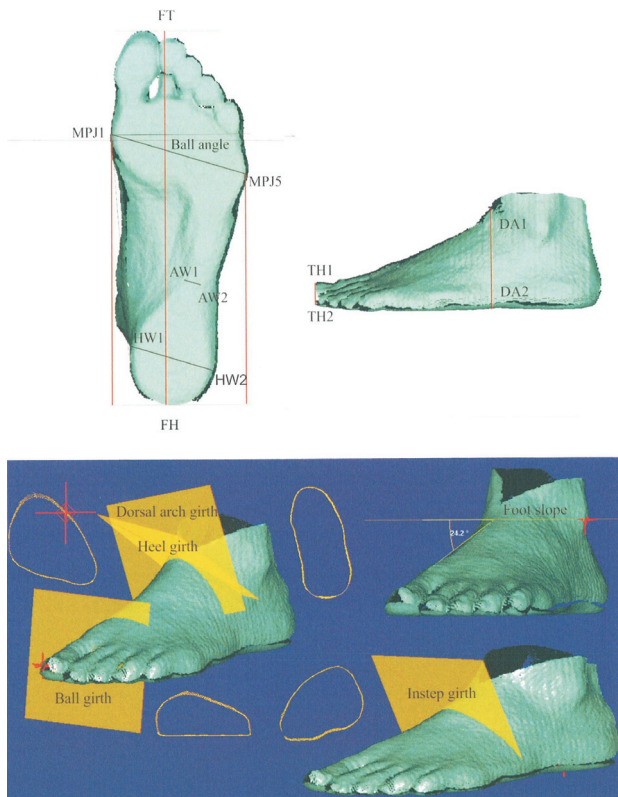 FT
MPJ1
Ball angle
MPJ5
AW1
AW2
HW1
HW2
FH
DA1
TH1
DA2
TH2
Dorsal arch girth
Heel girth
Ball girth
Foot slope
24.2 °
Instep girth